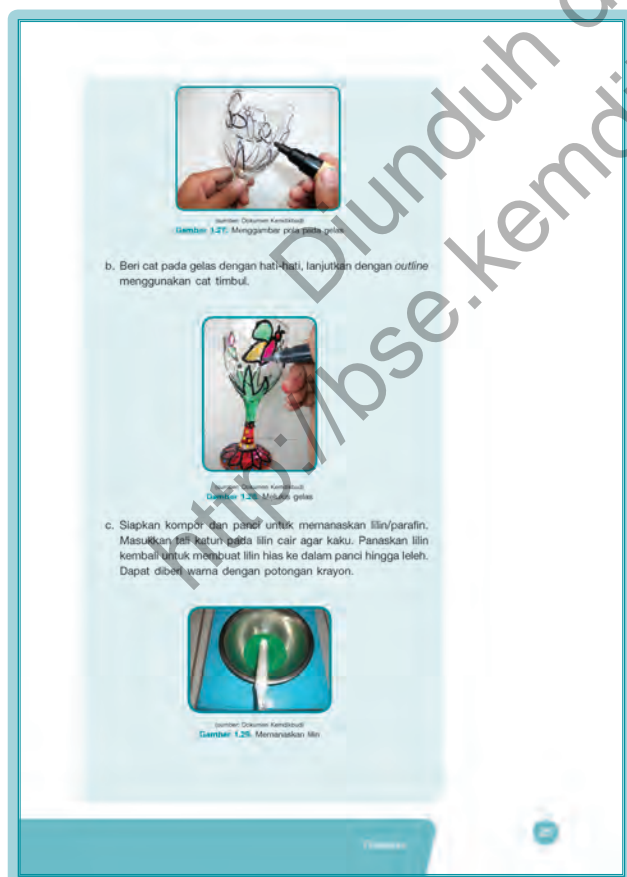 (sumber: Dokumen Kemdikbud)
Gambar 1.27. Menggambar pola pada gelas
b. Beri cat pada gelas dengan hati-hati, lanjutkan dengan outline
menggunakan cat timbul.
(sumber: Dokumen Kemdikbud)
Gambar 1.28. Melukis gelas
c. Siapkan kompor dan panci untuk memanaskan lilin/parafin.
Masukkan tali katun pada lilin cair agar kaku. Panaskan lilin
kembali untuk membuat lilin hias ke dalam panci hingga leleh.
Dapat diberi warna dengan potongan krayon.
(sumber: Dokumen Kemdikbud)
Gambar 1.29. Memanaskan lilin
Diunduh d
http://bse.kemdi